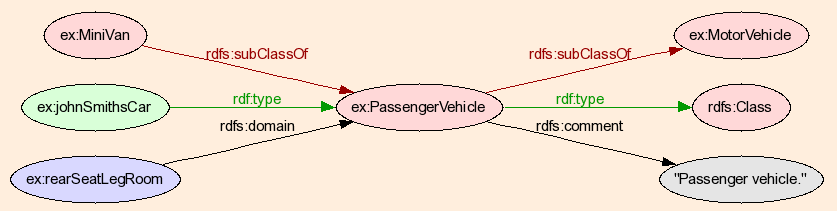 ex:MiniVan
rdfs:subClassOf
rdfs:subClassOf
ex:MotorVehicle
ex:johnSmithsCar
rdf:type
ex:PassengerVehicle
rdf:type
rdfs:Class
rdfs:domain
rdfs:comment
ex:rearSeatLegRoom
"Passenger vehicle."